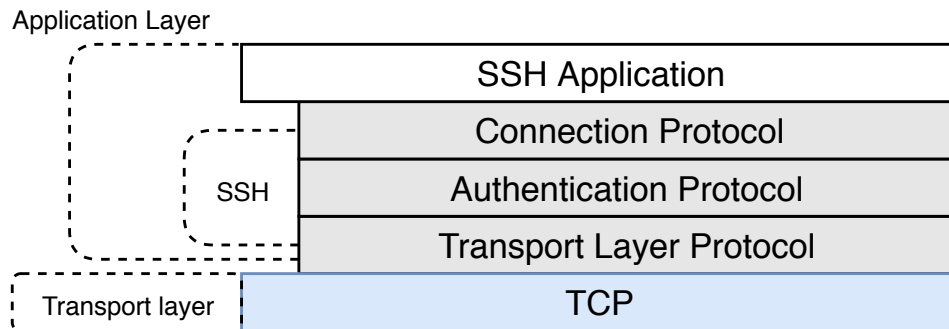 Application Layer
SSH Application
Connection Protocol
SSH
Authentication Protocol
Transport Layer Protocol
Transport layer
TCP